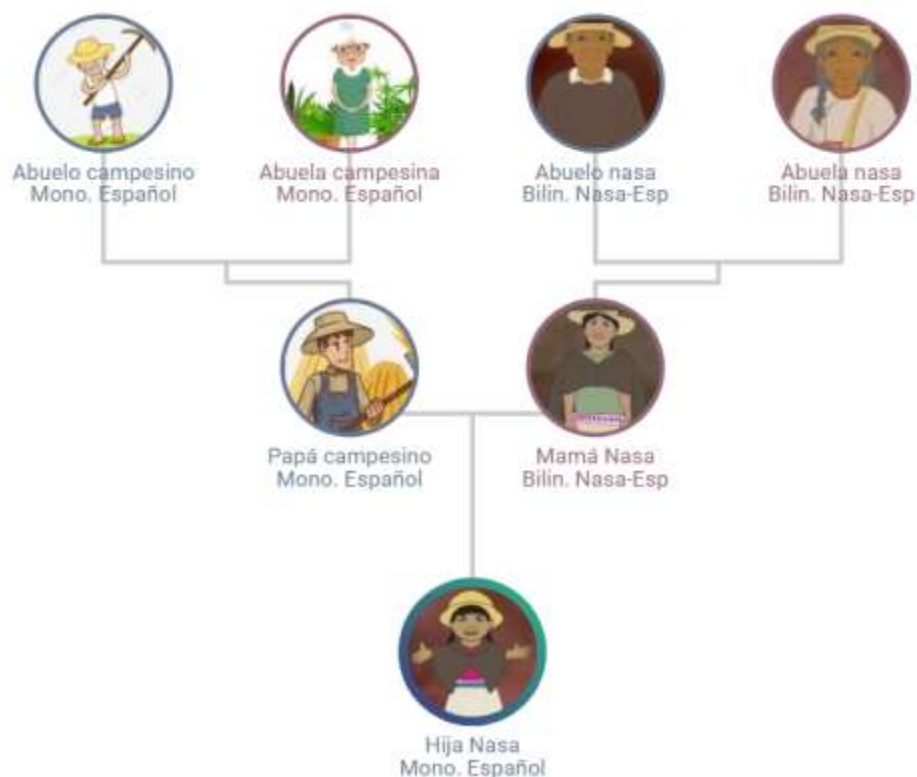 Abuelo campesino
Mono. Español
Abuela campesina
Mono. Español
Abuelo nasa
Bilin. Nasa-Esp
Abuela nasa
Bilin. Nasa-Esp
Papá campesino
Mono. Español
Mamá Nasa
Bilin. Nasa-Esp
Hija Nasa
Mono. Español